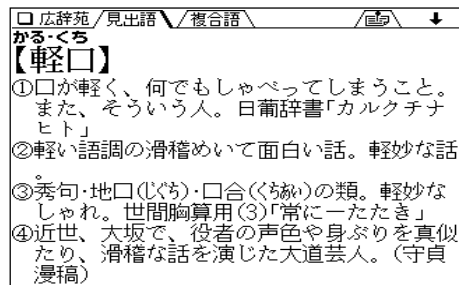 広辞苑 見出語 複合語
かる・くち
【軽口】
①口が軽く、何でもしゃべってしまうこと。
また、そういう人。日葡辞書「カルクチナ
ヒト」
②軽い語調の滑稽めいて面白い話。軽妙な話
。
③秀句・地口(じぐち)・口合(くちあい)の類。軽妙な
しゃれ。世間胸算用(3)「常に一たたき」
④近世、大坂で、役者の声色や身ぶりを真似
たり、滑稽な話を演じた大道芸人。(守貞
漫稿)